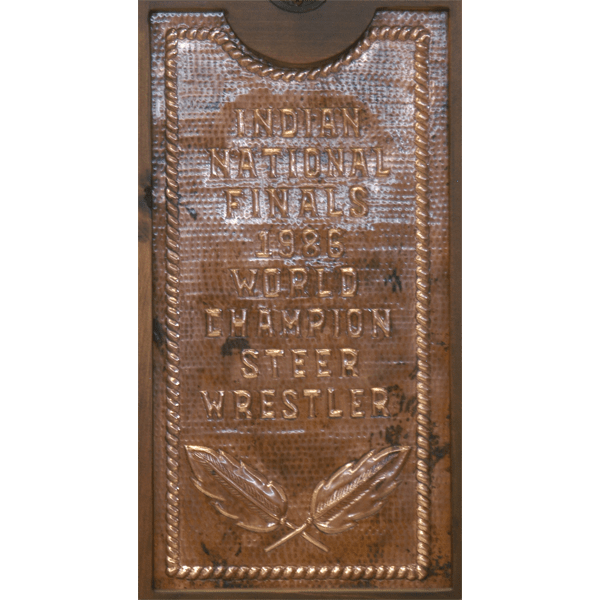 INDIAN
NATIONAL
FINALS
1986
WORLD
CHAMPION
STEER
WRESTLER